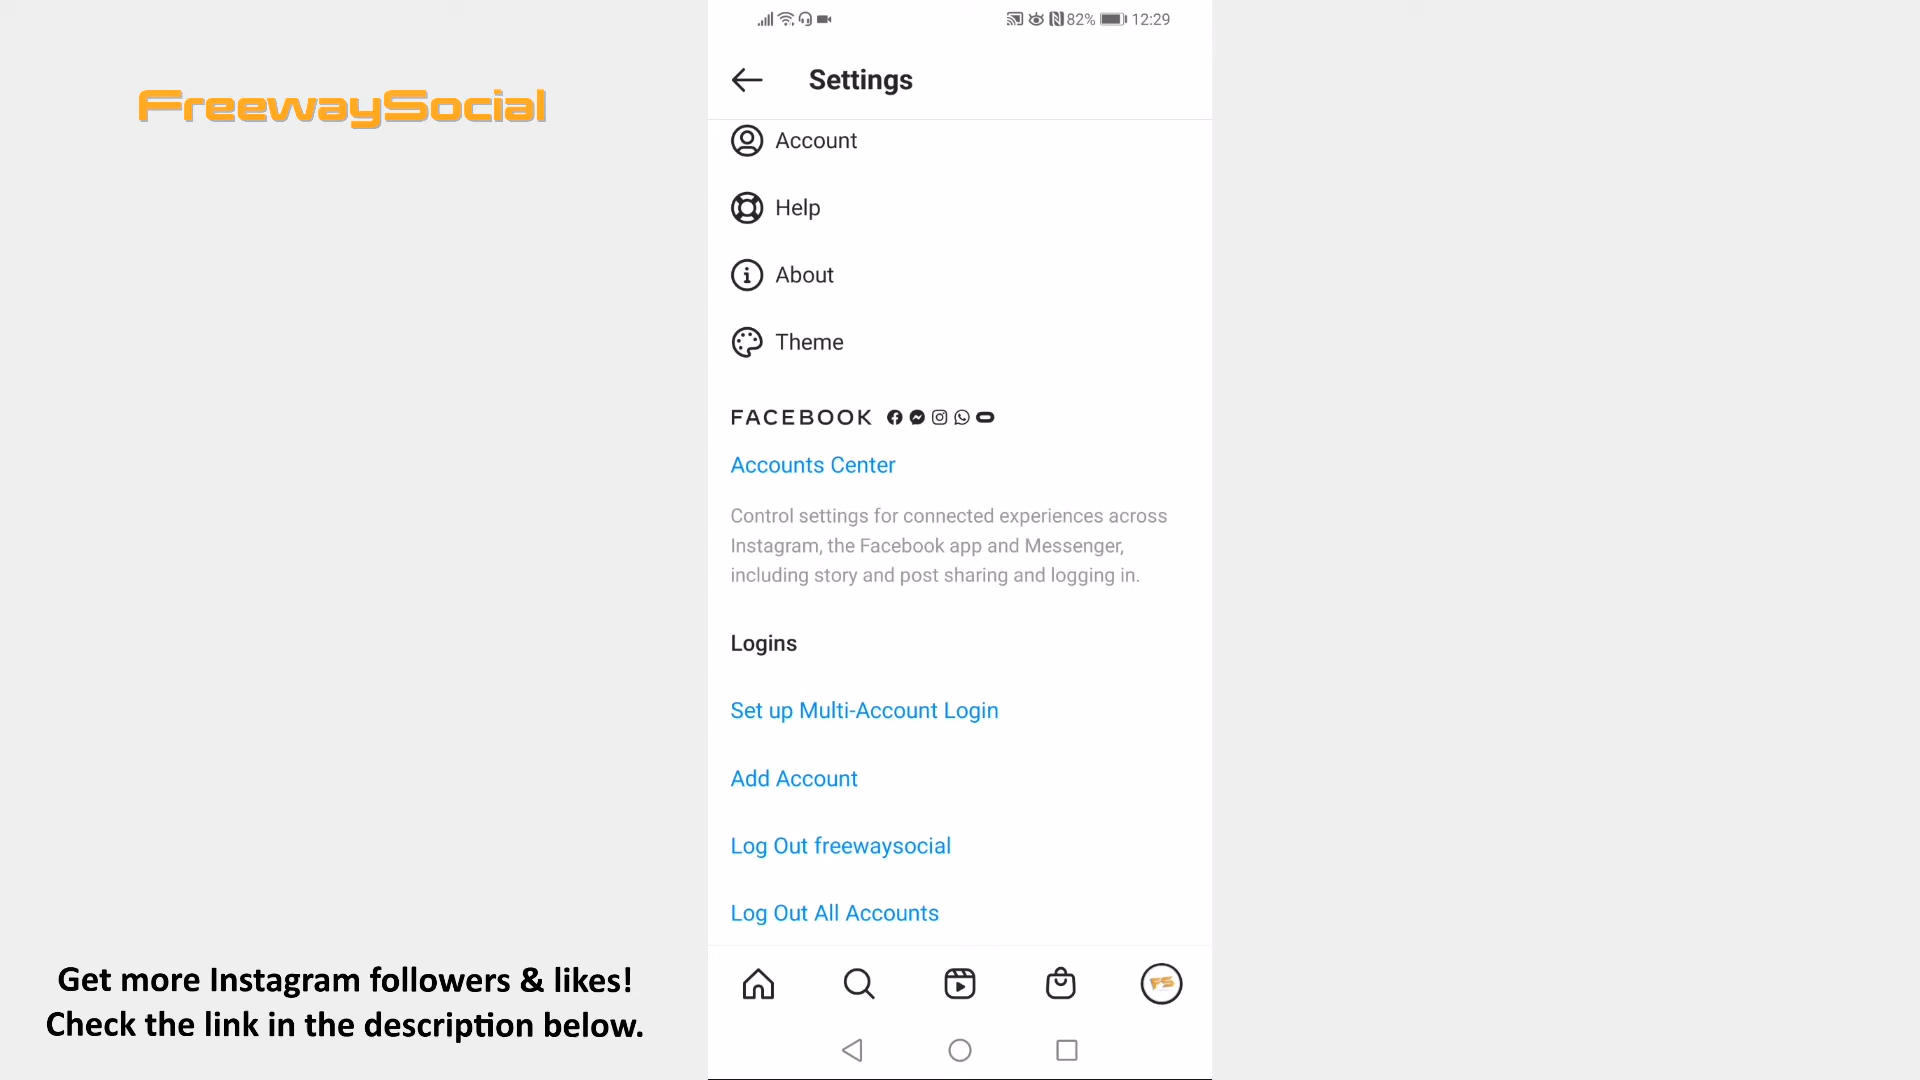 82% 12:29
Settings
FreewaySocial
Account
Help
About
Theme
FACEBOOK
Accounts Center
Control settings for connected experiences across
Instagram, the Facebook app and Messenger,
including story and post sharing and logging in.
Logins
Set up Multi-Account Login
Add Account
Log Out freewaysocial
Log Out All Accounts
FS
Get more Instagram followers & likes!
Check the link in the description below.